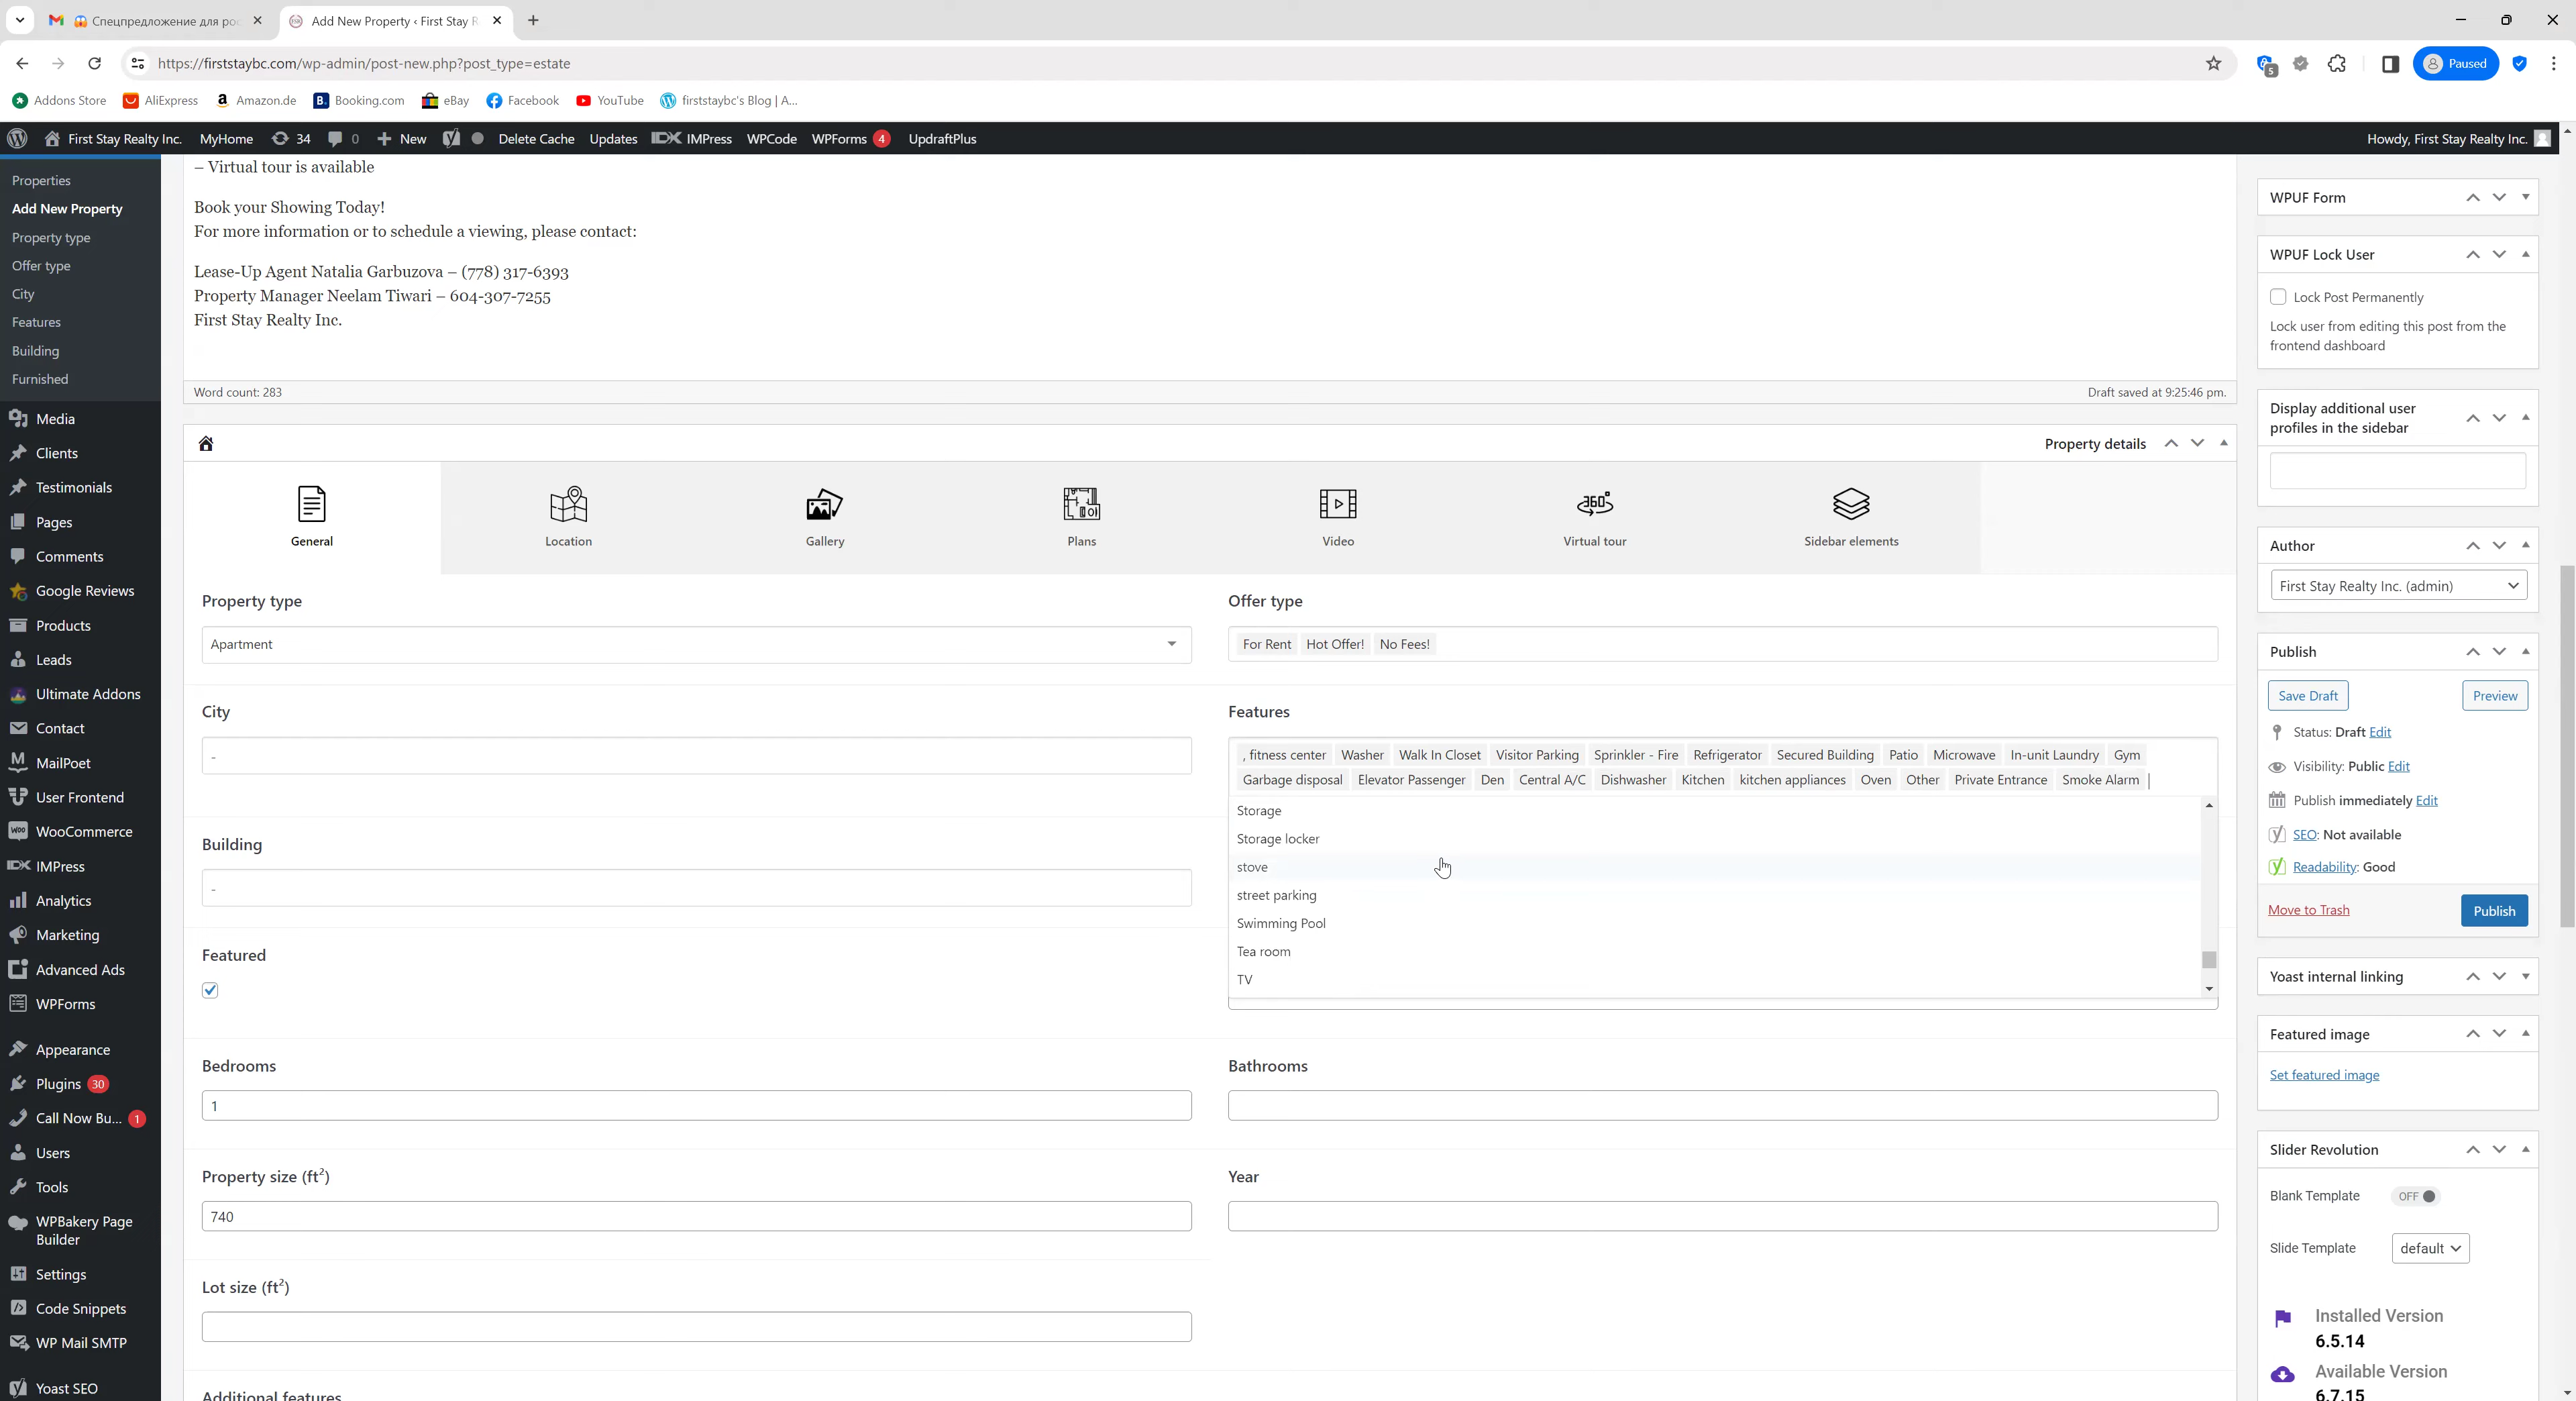 😱 Спецпредложение для рос
Add New Property ‹ First Stay R
https://firststaybc.com/wp-admin/post-new.php?post_type=estate
5
Paused
Addons Store
AliExpress
Amazon.de
Booking.com
eBay
Facebook
YouTube
firststaybc's Blog | A...
First Stay Realty Inc.
MyHome
34
0
New
Delete Cache
Updates
IMPress
WPCode
WPForms 4
UpdraftPlus
Howdy, First Stay Realty Inc.
Properties
Add New Property
Property type
Offer type
City
Features
Building
Furnished
Media
Clients
Testimonials
Pages
Comments
Google Reviews
Products
Leads
Ultimate Addons
Contact
MailPoet
User Frontend
WooCommerce
IMPress
Analytics
Marketing
Advanced Ads
WPForms
Appearance
Plugins 30
Call Now Bu... 1
Users
Tools
WPBakery Page
Builder
Settings
Code Snippets
WP Mail SMTP
Yoast SEO
– Virtual tour is available
Book your Showing Today!
For more information or to schedule a viewing, please contact:
Lease-Up Agent Natalia Garbuzova – (778) 317-6393
Property Manager Neelam Tiwari – 604-307-7255
First Stay Realty Inc.
Word count: 283
Draft saved at 9:25:46 pm.
Property details
General
Location
Gallery
Plans
360°
Video
Virtual tour
Sidebar elements
Property type
Apartment
Offer type
For Rent Hot Offer! No Fees!
City
-
Features
, fitness center Washer Walk In Closet Visitor Parking Sprinkler - Fire Refrigerator Secured Building Patio Microwave In-unit Laundry Gym
Garbage disposal Elevator Passenger Den Central A/C Dishwasher Kitchen kitchen appliances Oven Other Private Entrance Smoke Alarm
Storage
Storage locker
stove
street parking
Swimming Pool
Tea room
TV
Building
-
Featured
Bedrooms
1
Bathrooms
Property size (ft²)
740
Year
Lot size (ft²)
Additional features
WPUF Form
WPUF Lock User
Lock Post Permanently
Lock user from editing this post from the
frontend dashboard
Display additional user
profiles in the sidebar
Author
First Stay Realty Inc. (admin)
Publish
Save Draft
Preview
Status: Draft Edit
Visibility: Public Edit
Publish immediately Edit
SEO: Not available
Readability: Good
Move to Trash
Publish
Yoast internal linking
Featured image
Set featured image
Slider Revolution
Blank Template
OFF
Slide Template
default
Installed Version
6.5.14
Available Version
6.7.15